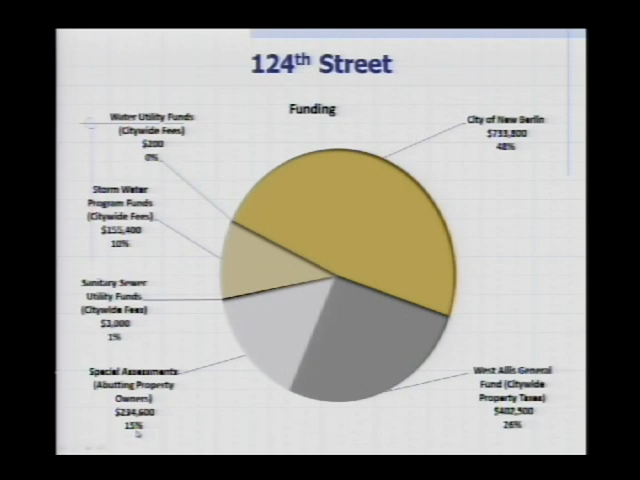 124th Street
Funding
Water Utility Funds
(Citywide Fees)
$200
0%
City of New Berlin
$733,800
48%
Storm Water
Program Funds
(Citywide Fees)
$155,400
10%
Sanitary Sewer
Utility Funds
(Citywide Fees)
$3,000
1%
Special Assessments
(Abutting Property
Owners)
$234,600
15%
West Allis General
Fund (Citywide
Property Taxes)
$402,500
26%